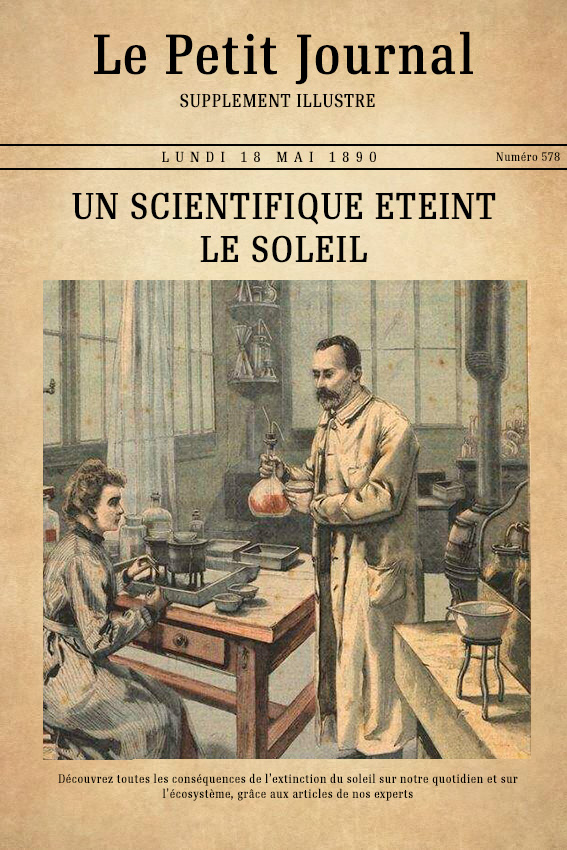 Le Petit Journal
SUPPLEMENT ILLUSTRE
LUNDI 18 MAI 1890
Numéro 578
UN SCIENTIFIQUE ETEINT
LE SOLEIL
Découvrez toutes les conséquences de l'extinction du soleil sur notre quotidien et sur
l'écosystème, grâce aux articles de nos experts